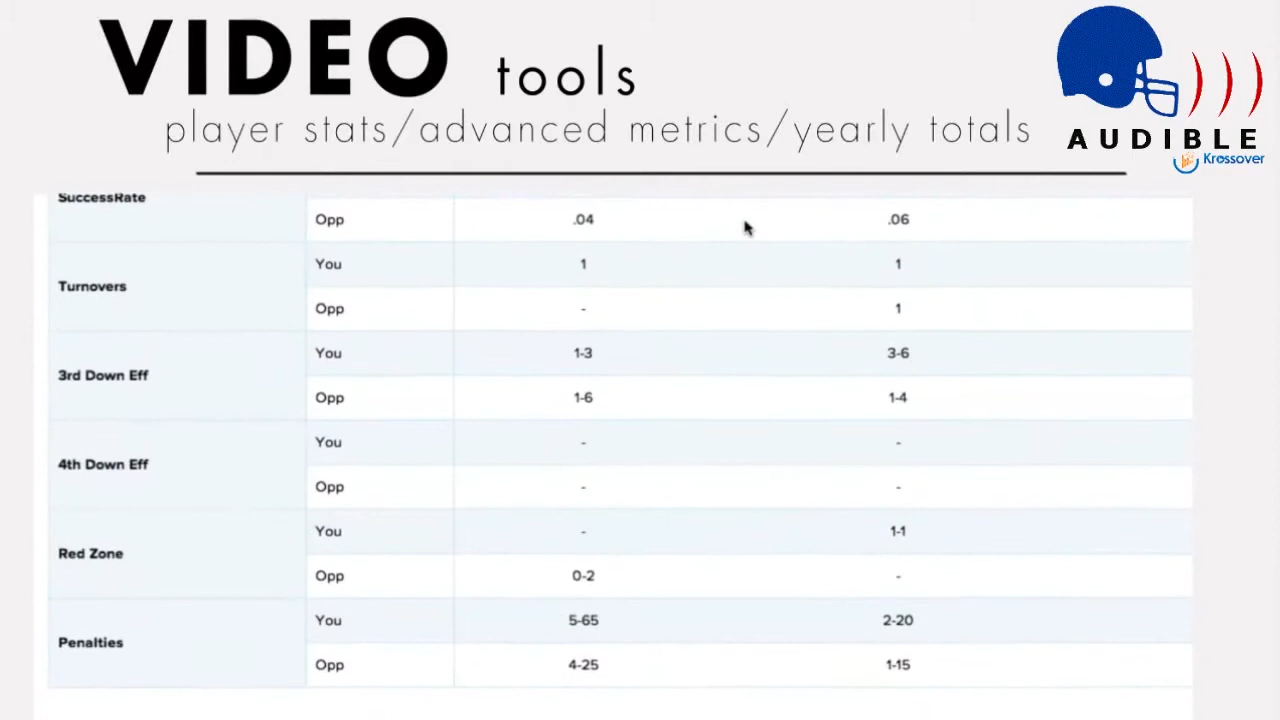 VIDEO tools
player stats/advanced metrics/yearly totals
AUDIBLE
Krossover
SuccessRate
Opp .04 .06
Turnovers
You 1 1
Opp - 1
3rd Down Eff
You 1-3 3-6
Opp 1-6 1-4
4th Down Eff
You - -
Opp - -
Red Zone
You - 1-1
Opp 0-2 -
Penalties
You 5-65 2-20
Opp 4-25 1-15